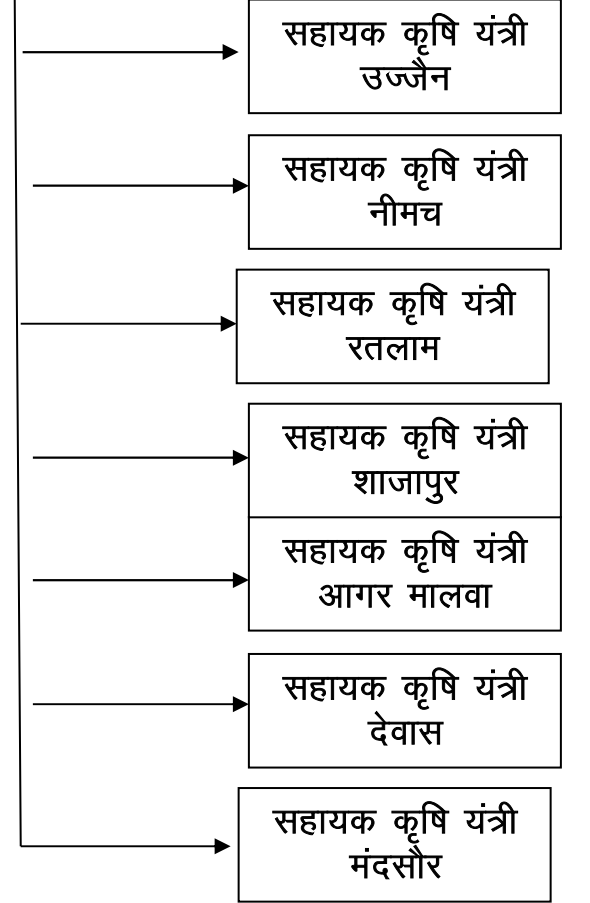 सहायक कृषि यंत्री
उज्जैन
सहायक कृषि यंत्री
नीमच
सहायक कृषि यंत्री
रतलाम
सहायक कृषि यंत्री
शाजापुर
सहायक कृषि यंत्री
आगर मालवा
सहायक कृषि यंत्री
देवास
सहायक कृषि यंत्री
मंदसौर